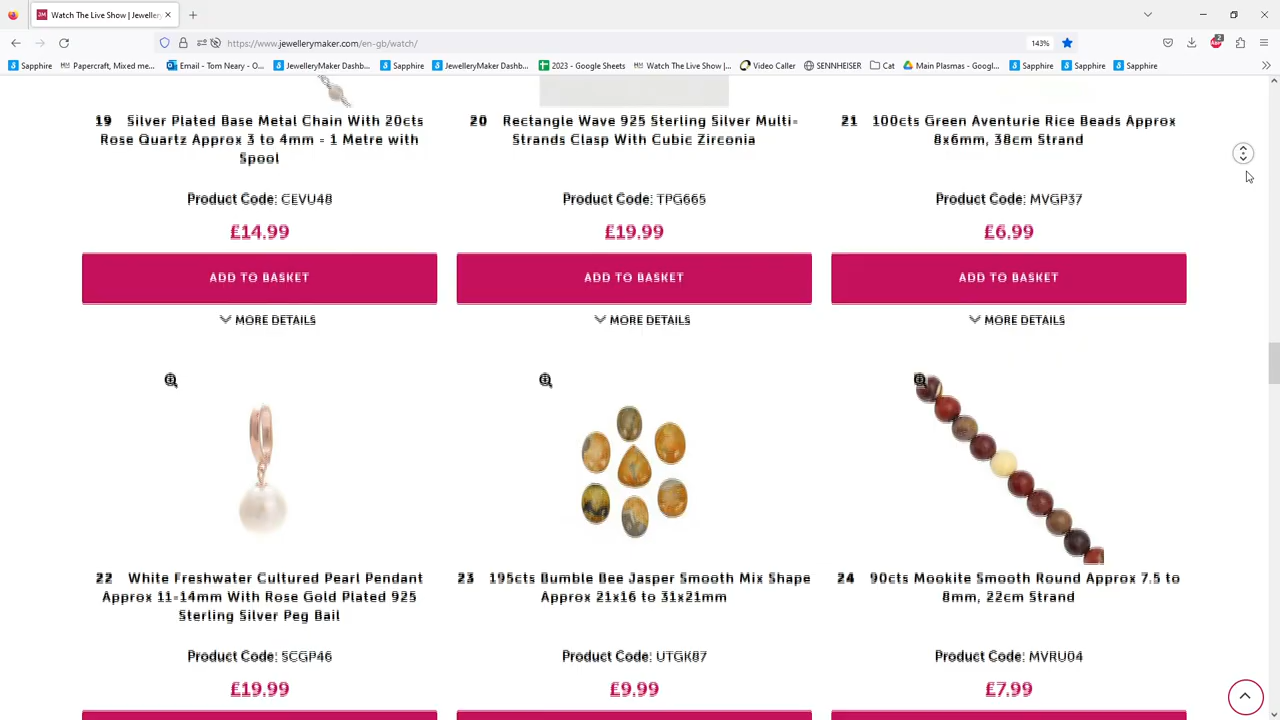 Watch The Live Show | Jeweller
https://www.jewellerymaker.com/en-gb/watch/
143%
2
Sapphire
Papercraft, Mixed me...
Email - Tom Neary - O...
JewelleryMaker Dashb...
Sapphire
JewelleryMaker Dashb...
2023 - Google Sheets
Watch The Live Show |...
Video Caller
SENNHEISER
Cat
Main Plasmas - Googl...
Sapphire
Sapphire
Sapphire
19 Silver Plated Base Metal Chain With 20cts
Rose Quartz Approx 3 to 4mm - 1 Metre with
Spool
Product Code: CEVU48
£14.99
ADD TO BASKET
MORE DETAILS
20 Rectangle Wave 925 Sterling Silver Multi-
Strands Clasp With Cubic Zirconia
Product Code: TPG665
£19.99
ADD TO BASKET
MORE DETAILS
21 100cts Green Aventurie Rice Beads Approx
8x6mm, 38cm Strand
Product Code: MVGP37
£6.99
ADD TO BASKET
MORE DETAILS
22 White Freshwater Cultured Pearl Pendant
Approx 11-14mm With Rose Gold Plated 925
Sterling Silver Peg Bail
Product Code: SCGP46
£19.99
23 195cts Bumble Bee Jasper Smooth Mix Shape
Approx 21x16 to 31x21mm
Product Code: UTGK87
£9.99
24 90cts Mookite Smooth Round Approx 7.5 to
8mm, 22cm Strand
Product Code: MVRU04
£7.99